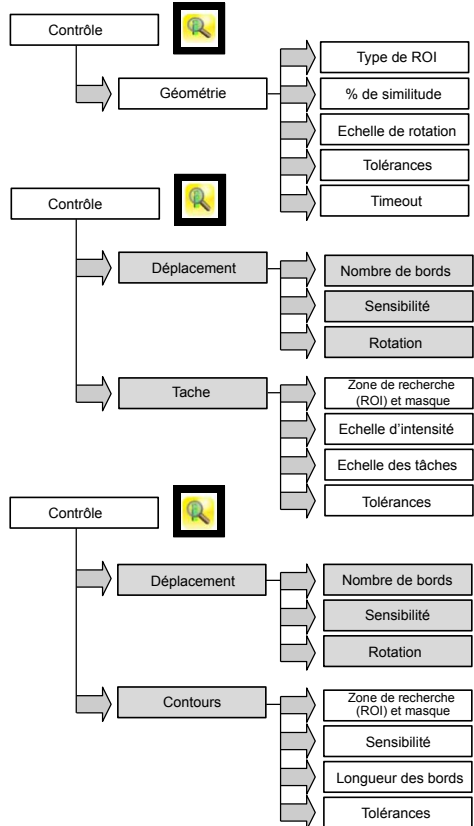 Contrôle
Géométrie
Type de ROI
% de similitude
Echelle de rotation
Tolérances
Timeout
Contrôle
Déplacement
Nombre de bords
Sensibilité
Rotation
Tache
Zone de recherche
(ROI) et masque
Echelle d'intensité
Echelle des tâches
Tolérances
Contrôle
Déplacement
Nombre de bords
Sensibilité
Rotation
Contours
Zone de recherche
(ROI) et masque
Sensibilité
Longueur des bords
Tolérances